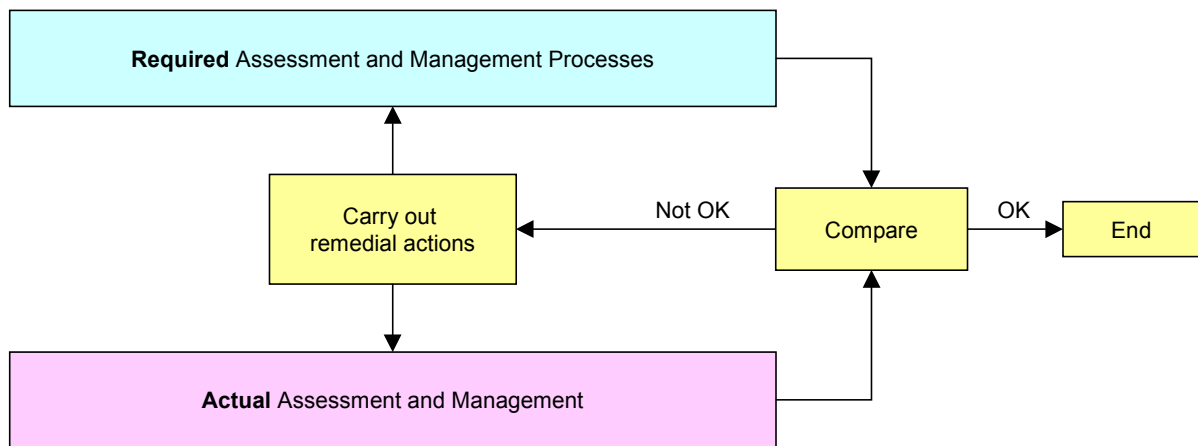 Required Assessment and Management Processes
Carry out
remedial actions
Not OK
Compare
OK
End
Actual Assessment and Management